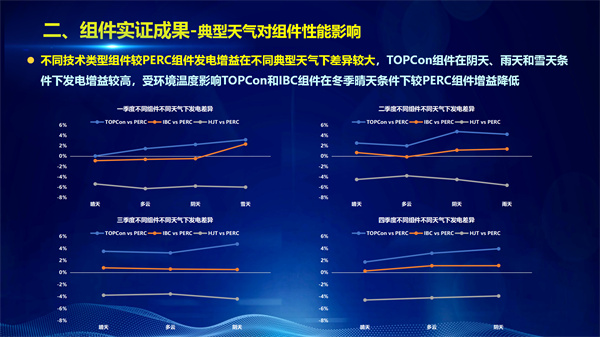 二、组件实证成果-典型天气对组件性能影响
不同技术类型组件较PERC组件发电增益在不同典型天气下差异较大，TOPCon组件在阴天、雨天和雪天条
件下发电增益较高，受环境温度影响TOPCon和IBC组件在冬季晴天条件下较PERC组件增益降低
一季度不同组件不同天气下发电差异
TOPCon vs PERC IBC vs PERC HJT vs PERC
6%
4%
2%
0%
-2%
-4%
-6%
-8%
晴天 多云 阴天 雪天
二季度不同组件不同天气下发电差异
TOPCon vs PERC IBC vs PERC HJT vs PERC
6%
4%
2%
0%
-2%
-4%
-6%
-8%
晴天 多云 阴天 雨天
三季度不同组件不同天气下发电差异
TOPCon vs PERC IBC vs PERC HJT vs PERC
6%
4%
2%
0%
-2%
-4%
-6%
-8%
晴天 多云 阴天
四季度不同组件不同天气下发电差异
TOPCon vs PERC IBC vs PERC HJT vs PERC
6%
4%
2%
0%
-2%
-4%
-6%
-8%
晴天 多云 阴天